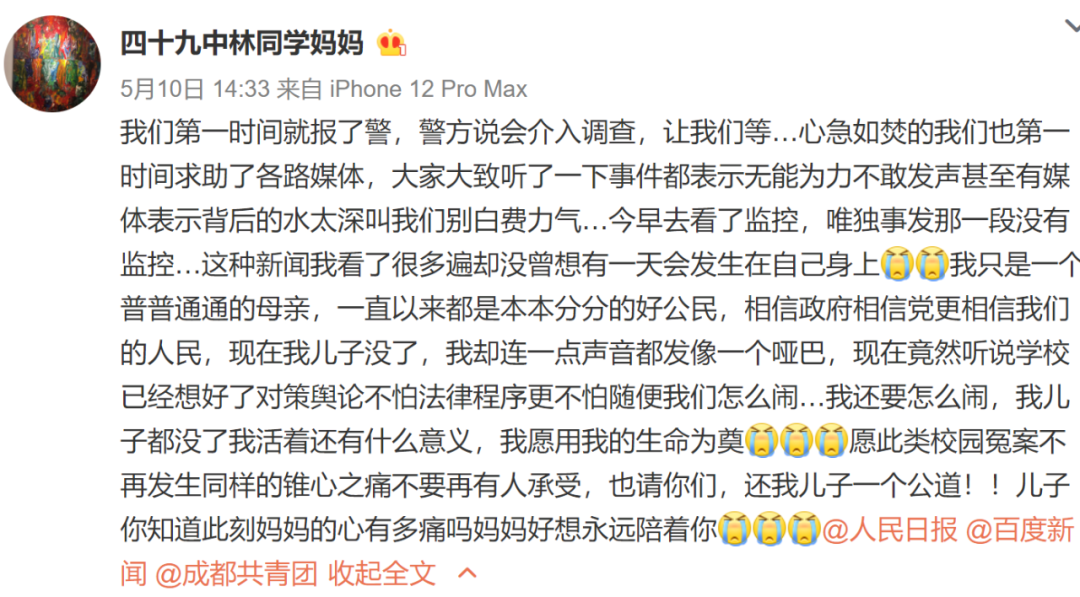 四十九中林同学妈妈
5月10日 14:33 来自 iPhone 12 Pro Max
我们第一时间就报了警，警方说会介入调查，让我们等...心急如焚的我们也第一
时间求助了各路媒体，大家大致听了一下事件都表示无能为力不敢发声甚至有媒
体表示背后的水太深叫我们别白费力气...今早去看了监控，唯独事发那一段没有
监控...这种新闻我看了很多遍却没曾想有一天会发生在自己身上😭😭我只是一个
普普通通的母亲，一直以来都是本本分分的好公民，相信政府相信党更相信我们
的人民，现在我儿子没了，我却连一点声音都发像一个哑巴，现在竟然听说学校
已经想好了对策舆论不怕法律程序更不怕随便我们怎么闹...我还要怎么闹，我儿
子都没了我活着还有什么意义，我愿用我的生命为奠😭😭😭愿此类校园冤案不
再发生同样的锥心之痛不要再有人承受，也请你们，还我儿子一个公道！！儿子
你知道此刻妈妈的心有多痛吗妈妈好想永远陪着你😭😭😭@人民日报 @百度新
闻 @成都共青团 收起全文